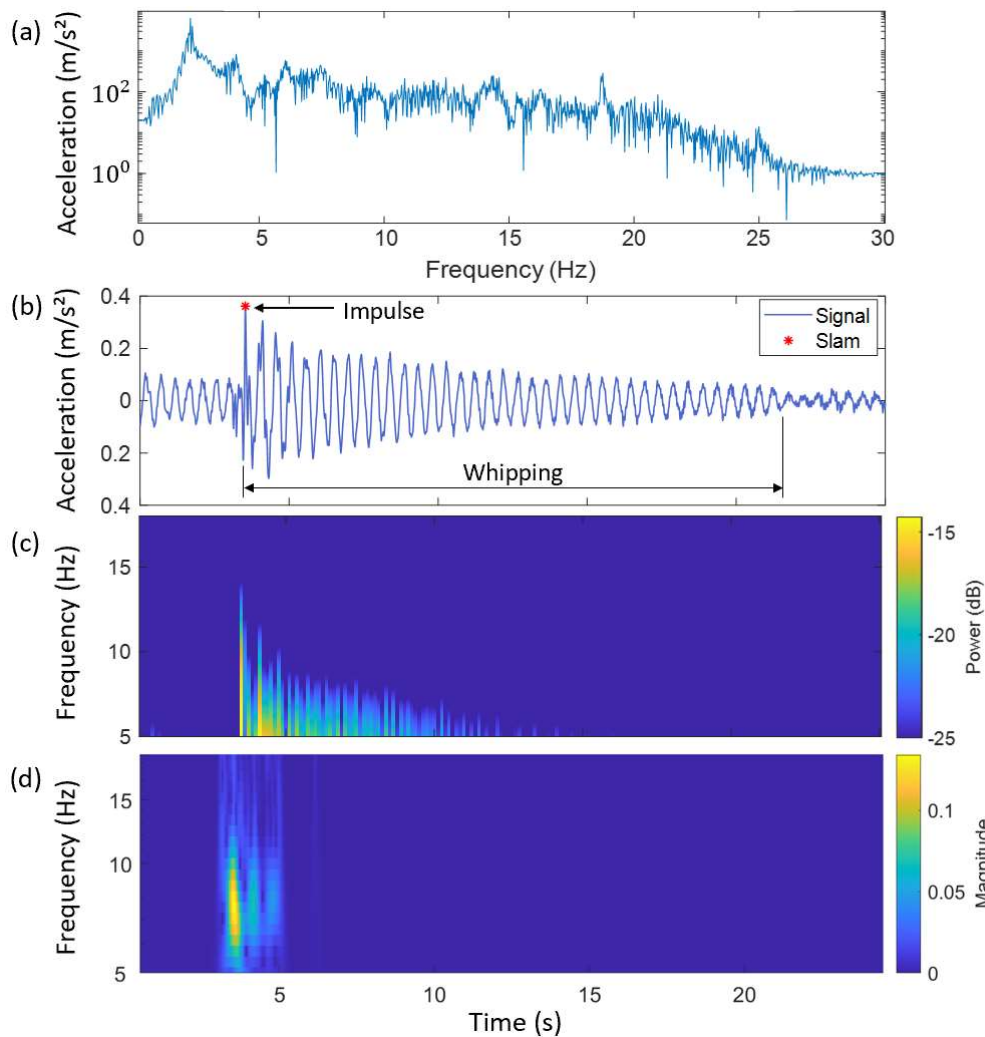 (a)
Acceleration (m/s²)
10²
10⁰
0 5 10 15 20 25 30
Frequency (Hz)
(b)
Acceleration (m/s²)
0.4
0.2
0
0.2
0.4
Impulse
Signal
Slam
Whipping
(c)
Frequency (Hz)
15
10
5
-15
-20
-25
Power (dB)
(d)
Frequency (Hz)
15
10
5
0.1
0.05
0
Magnitude
5 10 15 20
Time (s)